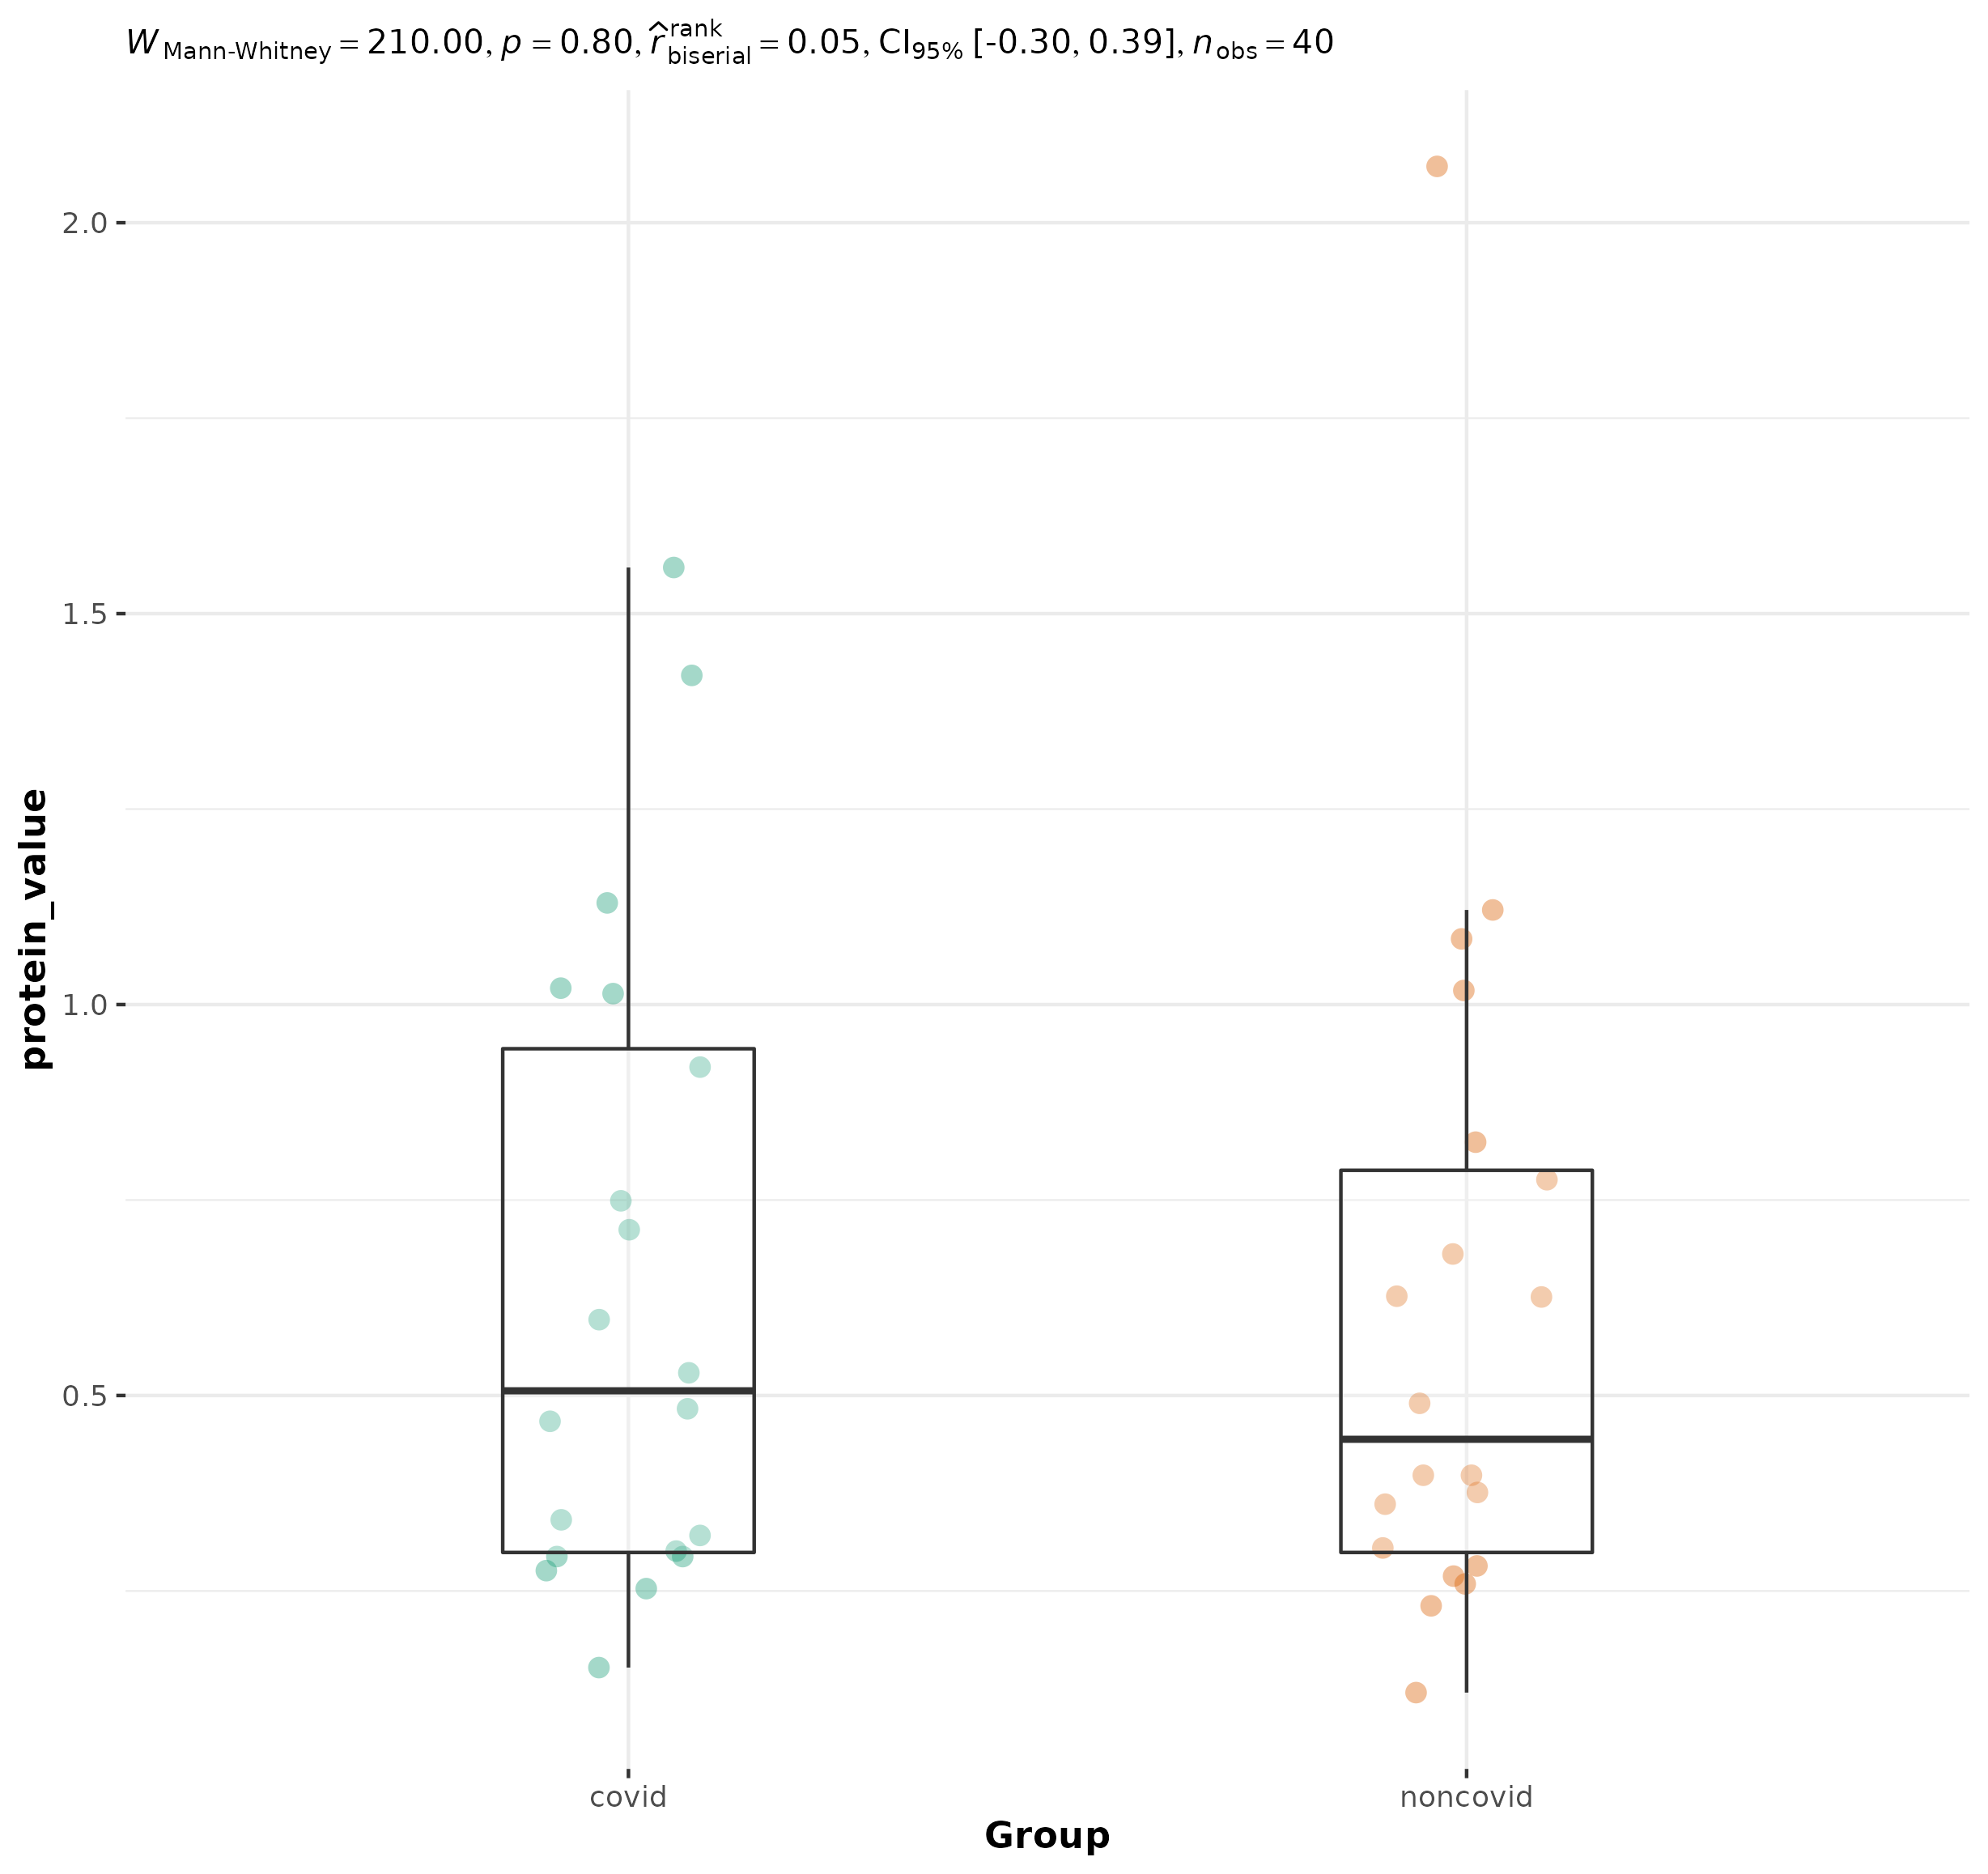 W Mann-Whitney = 210.00, p = 0.80, r̂ rank biserial = 0.05, CI95% [-0.30, 0.39], nobs = 40
protein_value
2.0
1.5
1.0
0.5
covid noncovid
Group